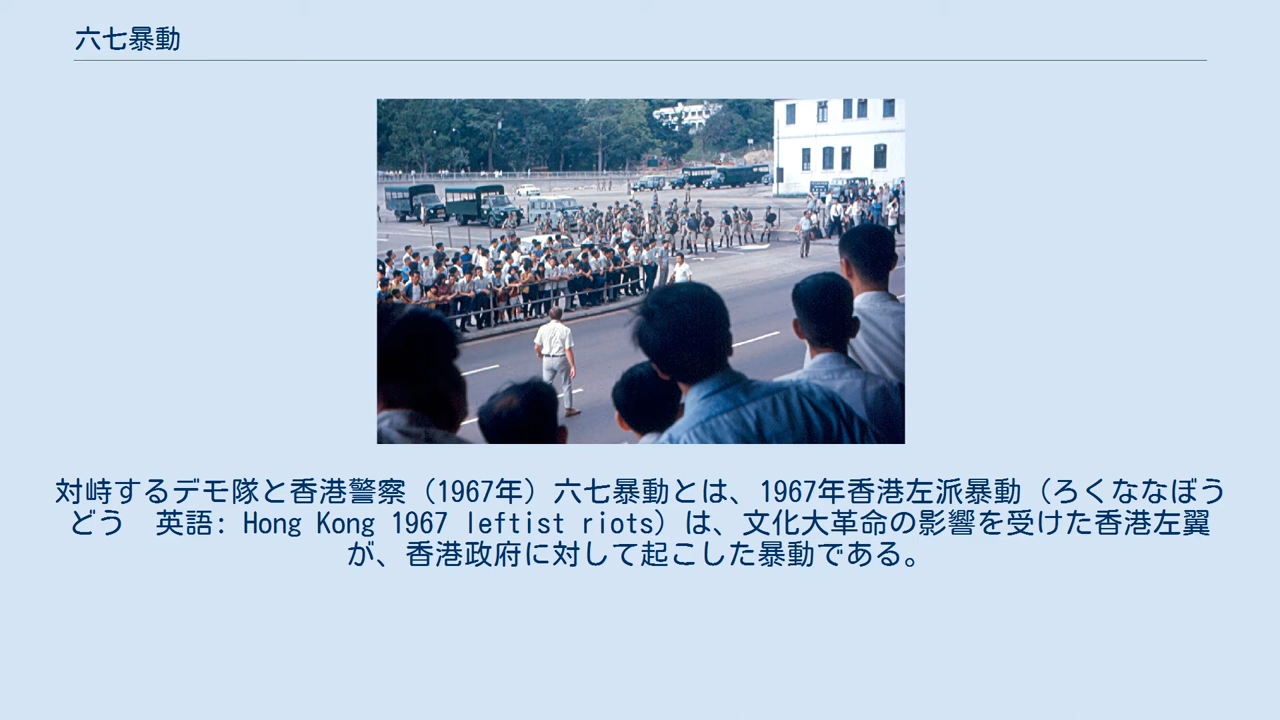 六七暴動
対峙するデモ隊と香港警察（1967年）六七暴動とは、1967年香港左派暴動（ろくななぼう
どう　英語: Hong Kong 1967 leftist riots）は、文化大革命の影響を受けた香港左翼
が、香港政府に対して起こした暴動である。